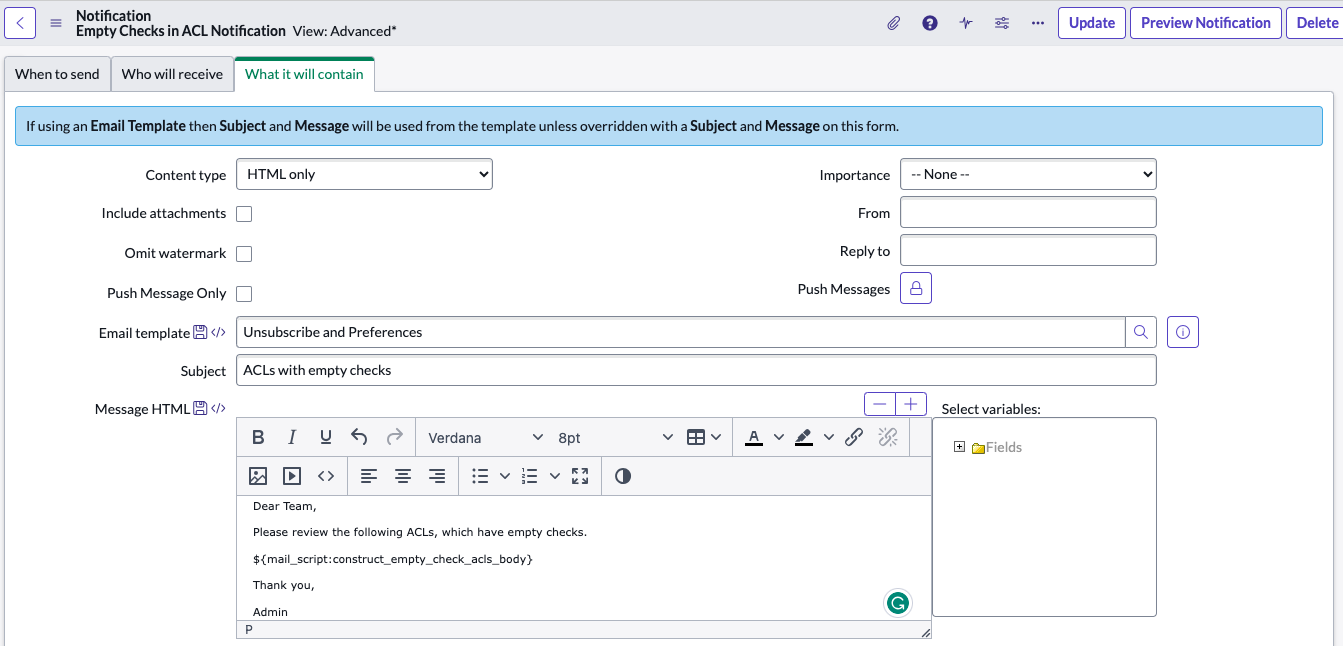 Notification
Empty Checks in ACL Notification View: Advanced*
Update
Preview Notification
Delete
When to send
Who will receive
What it will contain
If using an Email Template then Subject and Message will be used from the template unless overridden with a Subject and Message on this form.
Content type
HTML only
Importance
-- None --
Include attachments
From
Omit watermark
Reply to
Push Message Only
Push Messages
Email template
Unsubscribe and Preferences
Subject
ACLs with empty checks
Message HTML
Select variables:
Verdana
8pt
Fields
Dear Team,
Please review the following ACLs, which have empty checks.
${mail_script:construct_empty_check_acls_body}
Thank you,
Admin
P